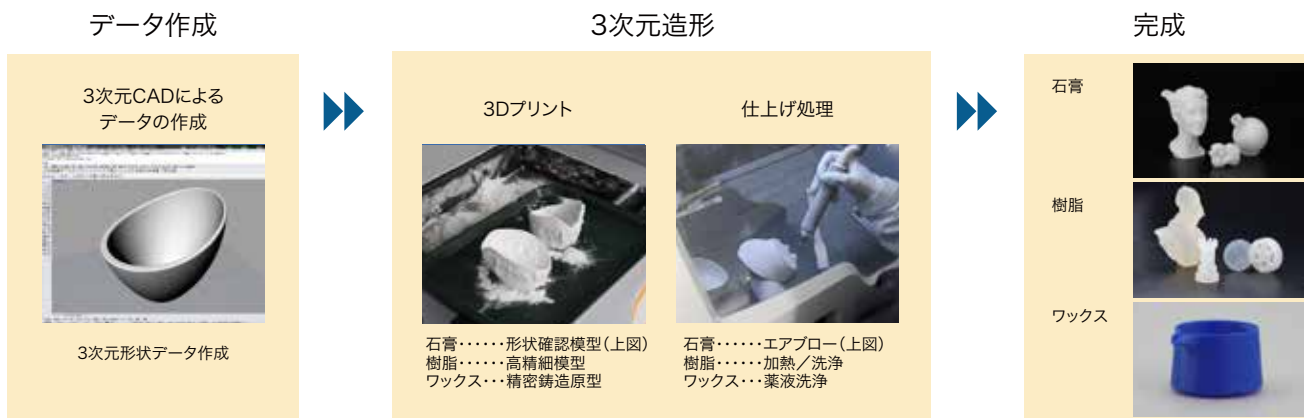 データ作成
3次元造形
完成
3次元CADによる
データの作成
3次元形状データ作成
3Dプリント
石膏‥‥‥形状確認模型(上図)
樹脂‥‥‥高精細模型
ワックス‥・精密鋳造原型
仕上げ処理
石膏‥‥‥エアブロー(上図)
樹脂‥‥‥加熱／洗浄
ワックス‥・薬液洗浄
石膏
樹脂
ワックス